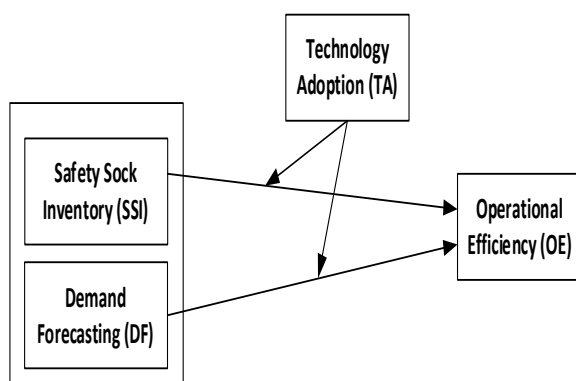 Technology
Adoption (TA)
Safety Sock
Inventory (SSI)
Operational
Efficiency (OE)
Demand
Forecasting (DF)